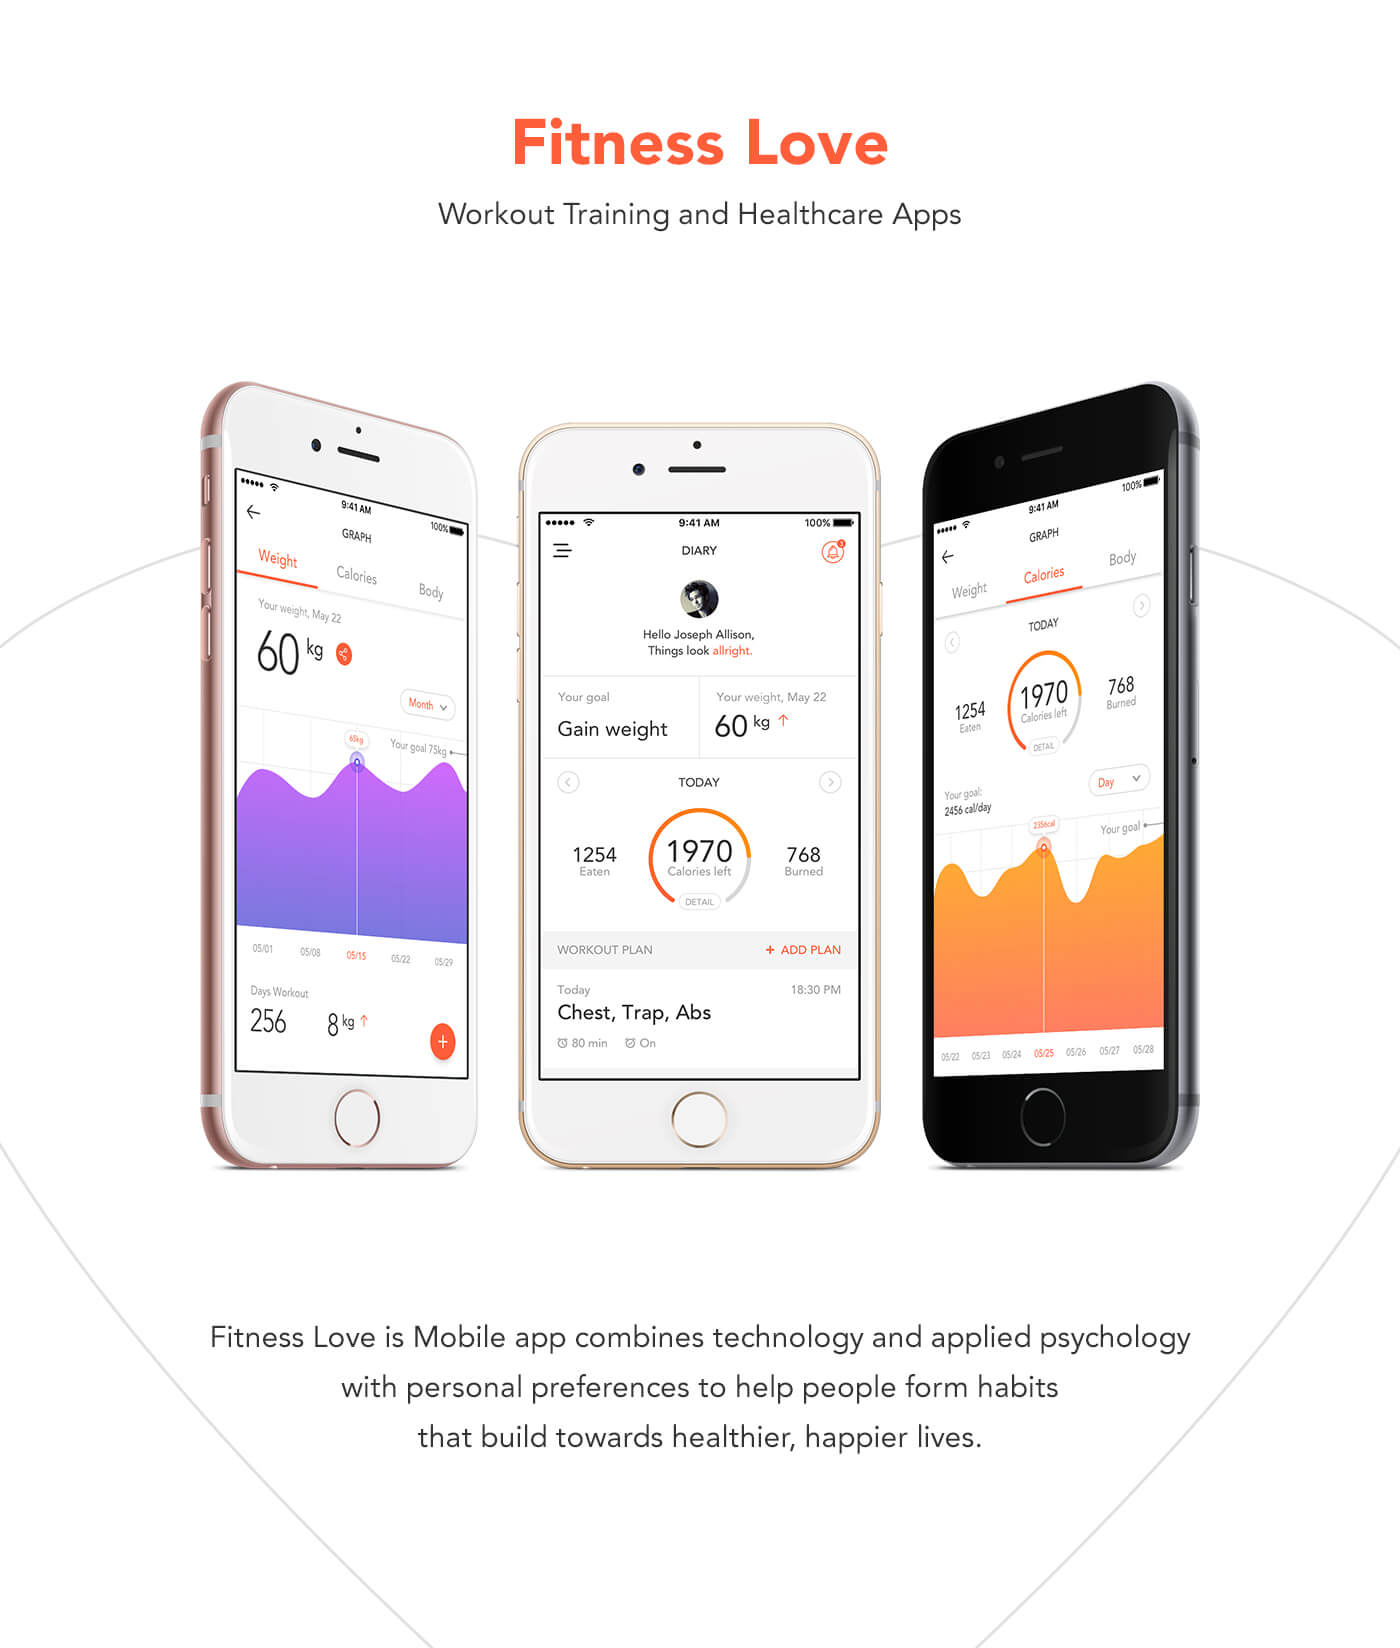 Fitness Love
Workout Training and Healthcare Apps
9:41 AM
100%
GRAPH
Weight
Calories
Body
Your weight, May 22
60 kg
Month
65kg
Your goal 75kg
05/01
05/08
05/15
05/22
05/29
Days Workout
256
8 kg ↑
+
9:41 AM
100%
DIARY
3
Hello Joseph Allison,
Things look allright.
Your goal
Gain weight
Your weight, May 22
60 kg ↑
TODAY
1254
Eaten
1970
Calories left
DETAIL
768
Burned
WORKOUT PLAN
+ ADD PLAN
Today
18:30 PM
Chest, Trap, Abs
80 min
On
9:41 AM
100%
GRAPH
Weight
Calories
Body
TODAY
1254
Eaten
1970
Calories left
DETAIL
768
Burned
Day
Your goal:
2456 cal/day
2356cal
Your goal
05/22
05/23
05/24
05/25
05/26
05/27
05/28
Fitness Love is Mobile app combines technology and applied psychology
with personal preferences to help people form habits
that build towards healthier, happier lives.